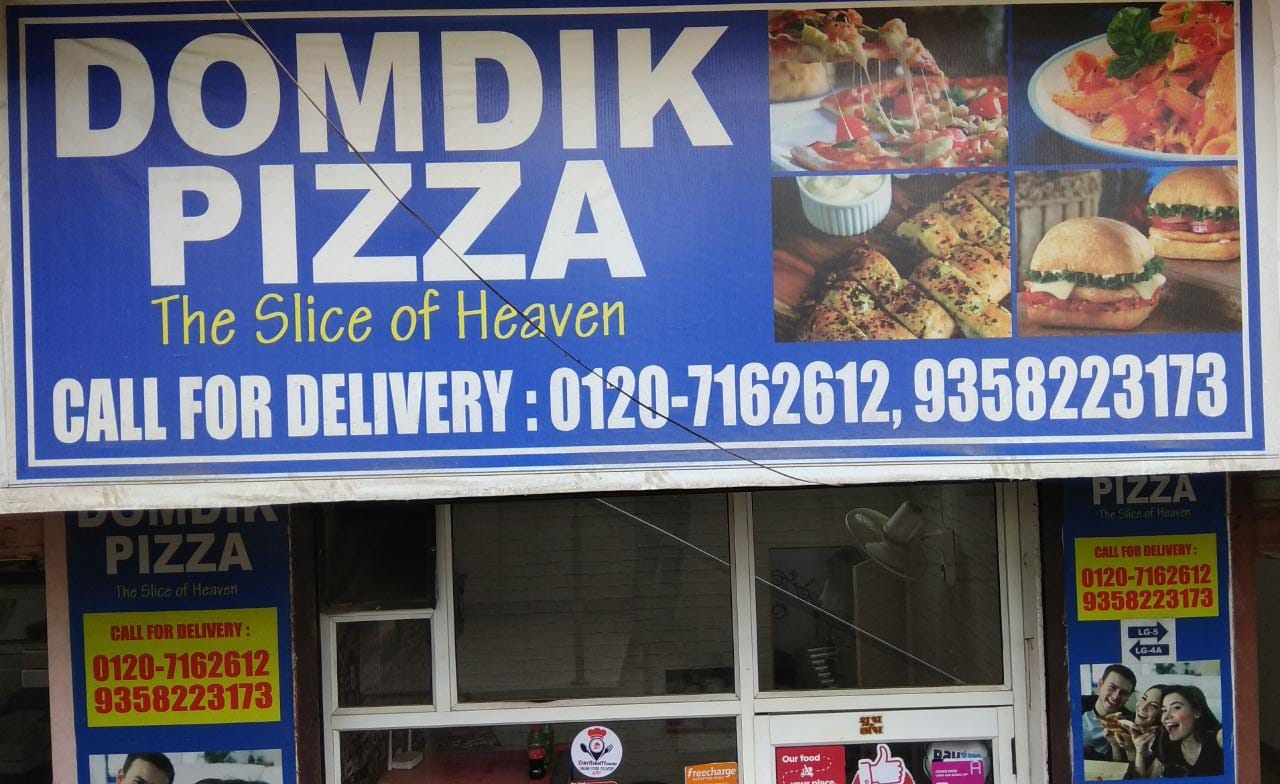 DOMDIK
PIZZA
The Slice of Heaven
CALL FOR DELIVERY : 0120-7162612, 9358223173
DOMDIK
PIZZA
The Slice of Heaven
CALL FOR DELIVERY :
0120-7162612
9358223173
PIZZA
The Slice of Heaven
CALL FOR DELIVERY :
0120-7162612
9358223173
LG-5
LG-4A
शुभ
लाभ
Our food
your place
freecharge